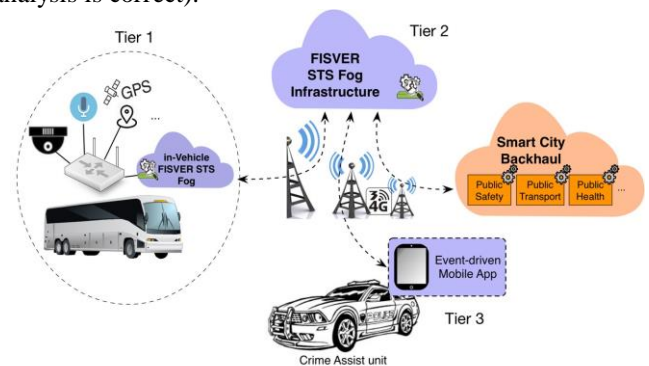 analysis is correct).
Tier 1
GPS
...
in-Vehicle
FISVER STS
Fog
Tier 2
FISVER
STS Fog
Infrastructure
3G
4G
Smart City
Backhaul
Public
Safety
Public
Transport
Public
Health
...
Event-driven
Mobile App
Tier 3
POLICE
Crime Assist unit